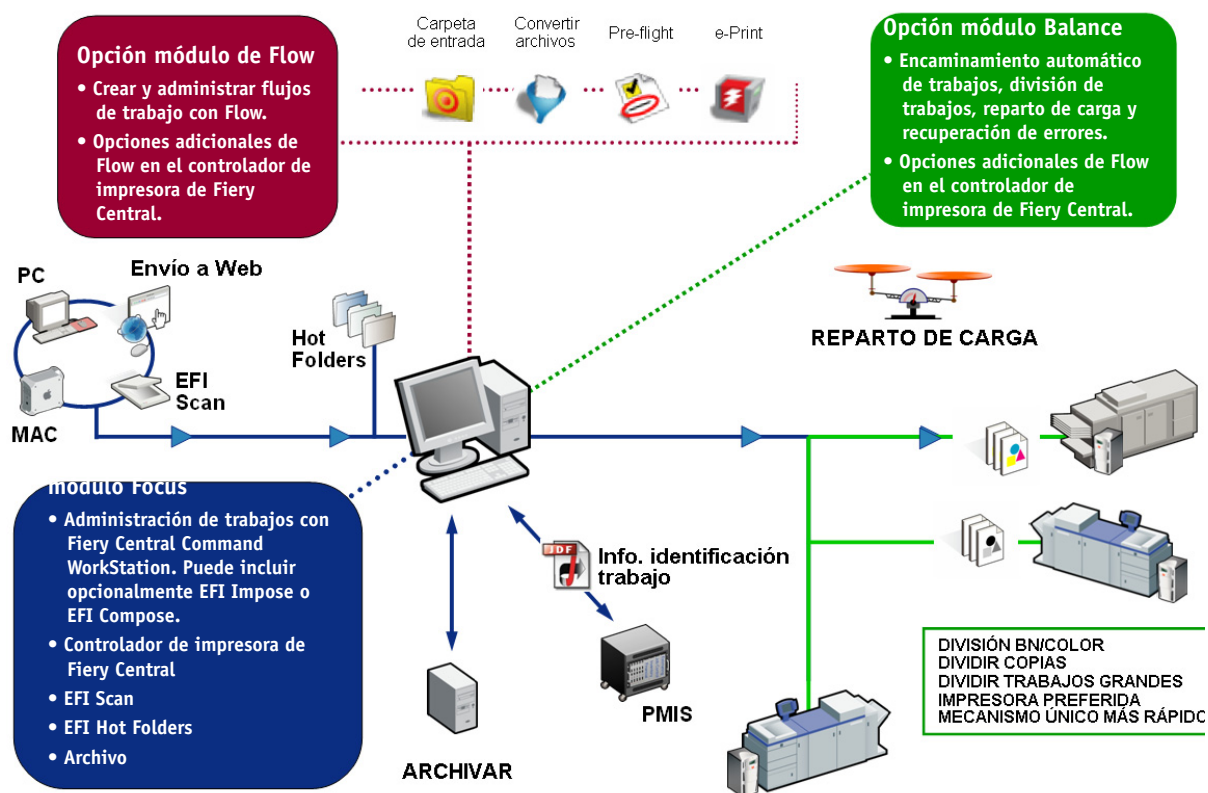 Opción módulo de Flow
• Crear y administrar flujos
de trabajo con Flow.
• Opciones adicionales de
Flow en el controlador de
impresora de Fiery
Central.
Carpeta
de entrada
Convertir
archivos
Pre-flight
e-Print
Opción módulo Balance
• Encaminamiento automático
de trabajos, división de
trabajos, reparto de carga y
recuperación de errores.
• Opciones adicionales de Flow
en el controlador de
impresora de Fiery Central.
PC
Envío a Web
MAC
EFI
Scan
Hot
Folders
REPARTO DE CARGA
módulo Focus
• Administración de trabajos con
Fiery Central Command
WorkStation. Puede incluir
opcionalmente EFI Impose o
EFI Compose.
• Controlador de impresora de
Fiery Central
• EFI Scan
• EFI Hot Folders
• Archivo
JDF
Info. identificación
trabajo
ARCHIVAR
PMIS
DIVISIÓN BN/COLOR
DIVIDIR COPIAS
DIVIDIR TRABAJOS GRANDES
IMPRESORA PREFERIDA
MECANISMO ÚNICO MÁS RÁPIDO